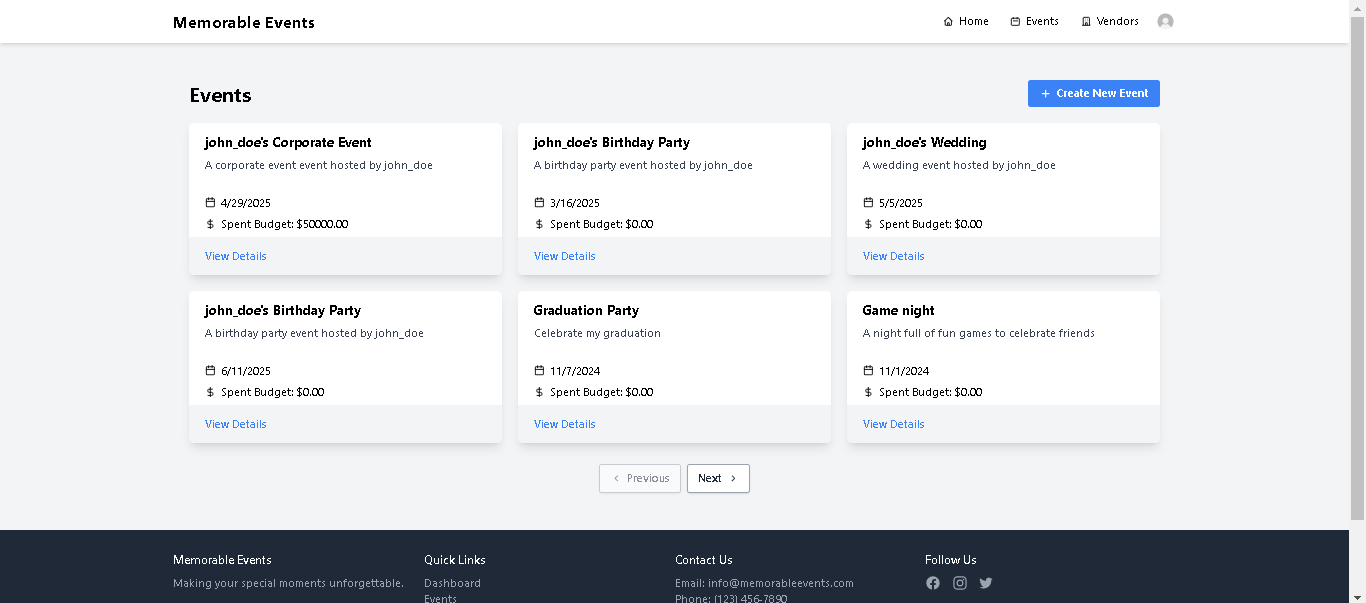 Memorable Events
Home Events Vendors
Events
+ Create New Event
john_doe's Corporate Event
A corporate event event hosted by john_doe
4/29/2025
$ Spent Budget: $50000.00
View Details
john_doe's Birthday Party
A birthday party event hosted by john_doe
3/16/2025
$ Spent Budget: $0.00
View Details
john_doe's Wedding
A wedding event hosted by john_doe
5/5/2025
$ Spent Budget: $0.00
View Details
john_doe's Birthday Party
A birthday party event hosted by john_doe
6/11/2025
$ Spent Budget: $0.00
View Details
Graduation Party
Celebrate my graduation
11/7/2024
$ Spent Budget: $0.00
View Details
Game night
A night full of fun games to celebrate friends
11/1/2024
$ Spent Budget: $0.00
View Details
< Previous
Next >
Memorable Events
Making your special moments unforgettable.
Quick Links
Dashboard
Events
Contact Us
Email: info@memorableevents.com
Phone: (123) 456-7890
Follow Us